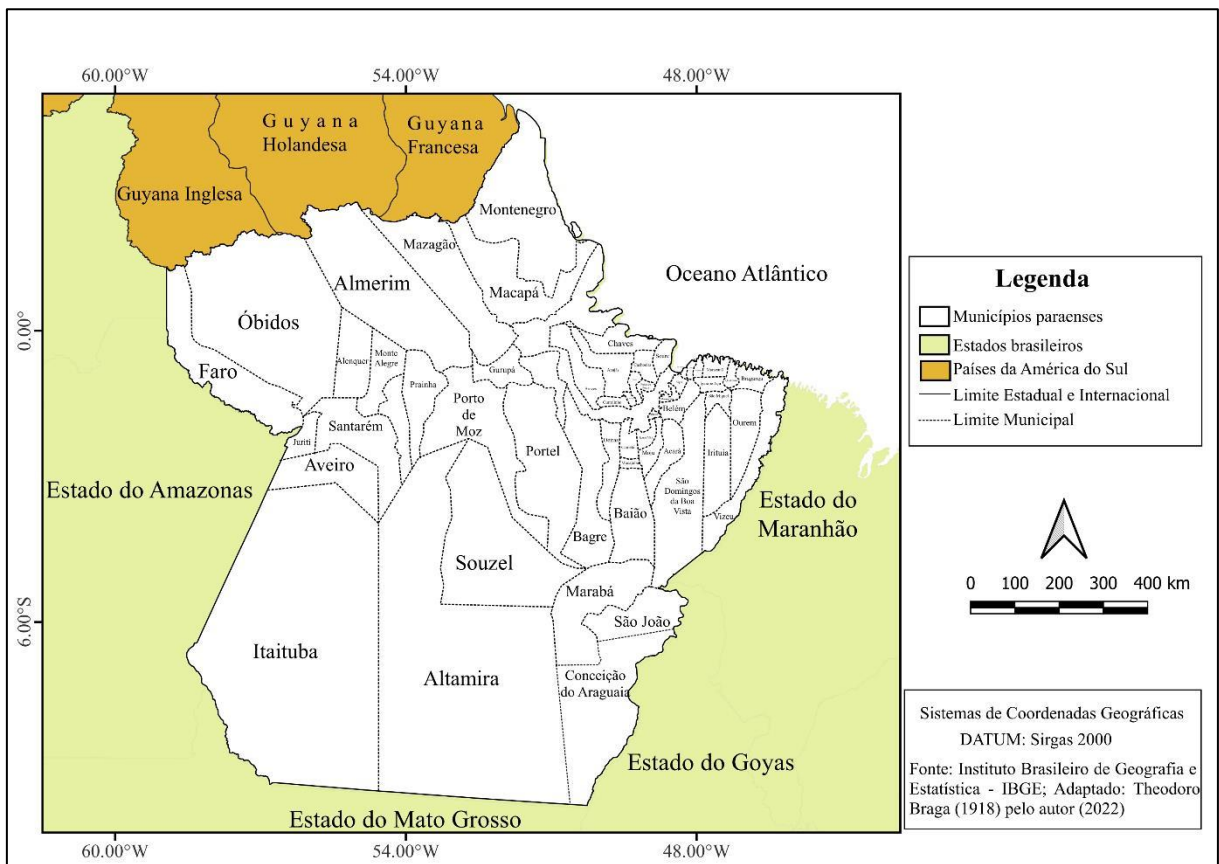 60.00°W
54.00°W
48.00°W
0.00°
6.00°S
Guyana
Holandesa
Guyana
Francesa
Guyana Inglesa
Montenegro
Mazagão
Macapá
Oceano Atlântico
Almerim
Óbidos
Faro
Chaves
Soure
Alenquer
Monte
Alegre
Prainha
Gurupá
Porto
de
Moz
Belém
Bragança
Ourem
Santarém
Juriti
Aveiro
Portel
Acará
Irituia
São
Domingos
da Boa
Vista
Vizeu
Estado do Amazonas
Estado do
Maranhão
Baião
Bagre
Souzel
Marabá
São João
Itaituba
Altamira
Conceição
do Araguaia
Estado do Goyas
Estado do Mato Grosso
60.00°W
54.00°W
48.00°W
Legenda
Municípios paraenses
Estados brasileiros
Países da América do Sul
Limite Estadual e Internacional
Limite Municipal
0 100 200 300 400 km
Sistemas de Coordenadas Geográficas
DATUM: Sirgas 2000
Fonte: Instituto Brasileiro de Geografia e
Estatística - IBGE; Adaptado: Theodoro
Braga (1918) pelo autor (2022)